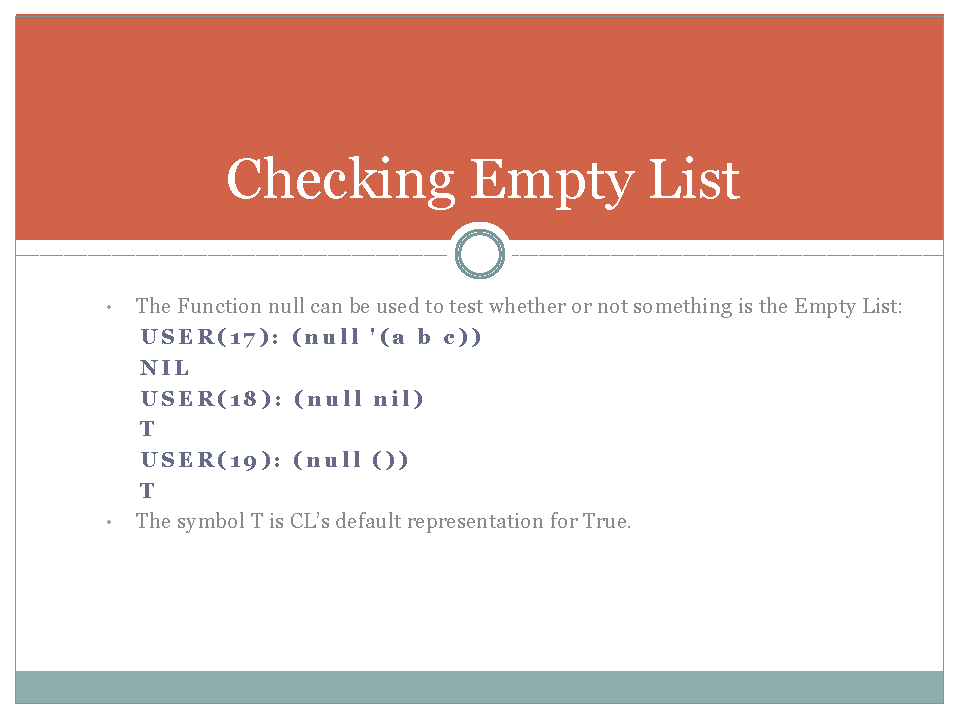 Checking Empty List
• The Function null can be used to test whether or not something is the Empty List:
USER(17): (null '(a b c))
NIL
USER(18): (null nil)
T
USER(19): (null ())
T
• The symbol T is CL’s default representation for True.